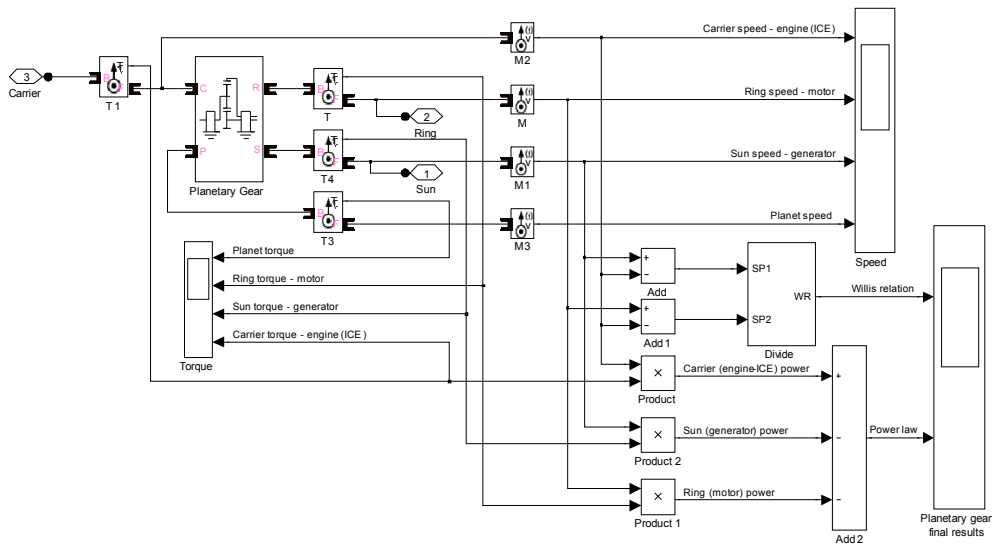 Carrier speed - engine (ICE)
M2
3
Carrier
B
F
T1
C
R
P
S
Planetary Gear
B
F
T
2
Ring
Ring speed - motor
M
B
F
T4
1
Sun
Sun speed - generator
M1
B
F
T3
Planet speed
M3
Speed
Planet torque
Ring torque - motor
Sun torque - generator
Carrier torque - engine (ICE)
Torque
+
−
Add
+
−
Add 1
SP1
SP2
WR
Divide
Willis relation
×
Product
Carrier (engine-ICE) power
×
Product 2
Sun (generator) power
×
Product 1
Ring (motor) power
+
−
−
Add 2
Power law
Planetary gear
final results